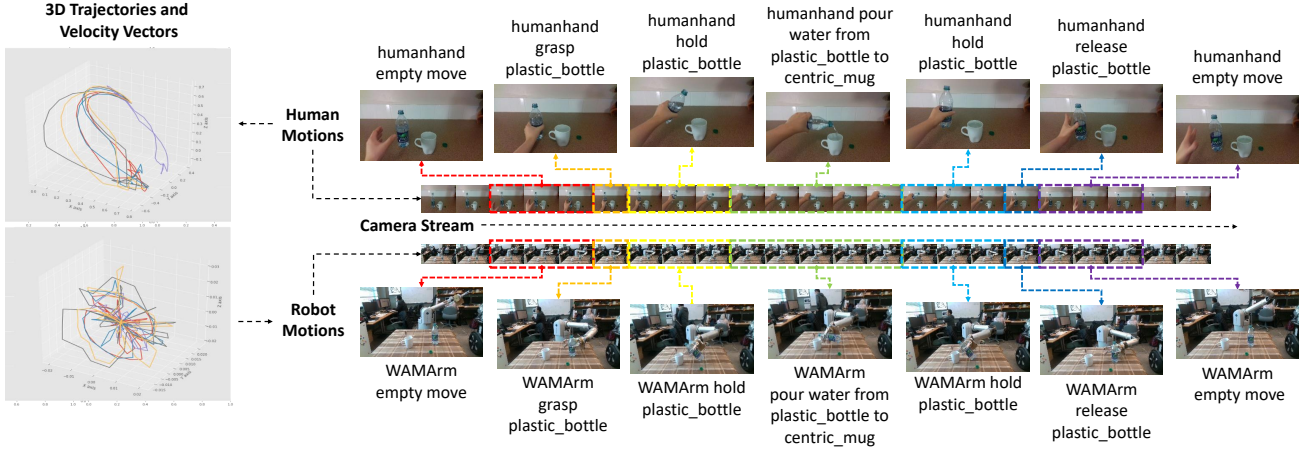 3D Trajectories and
Velocity Vectors
humanhand
empty move
humanhand
grasp
plastic_bottle
humanhand
hold
plastic_bottle
humanhand pour
water from
plastic_bottle to
centric_mug
humanhand
hold
plastic_bottle
humanhand
release
plastic_bottle
humanhand
empty move
Human
Motions
Camera Stream
Robot
Motions
WAMArm
empty move
WAMArm
grasp
plastic_bottle
WAMArm hold
plastic_bottle
WAMArm
pour water from
plastic_bottle to
centric_mug
WAMArm hold
plastic_bottle
WAMArm
release
plastic_bottle
WAMArm
empty move